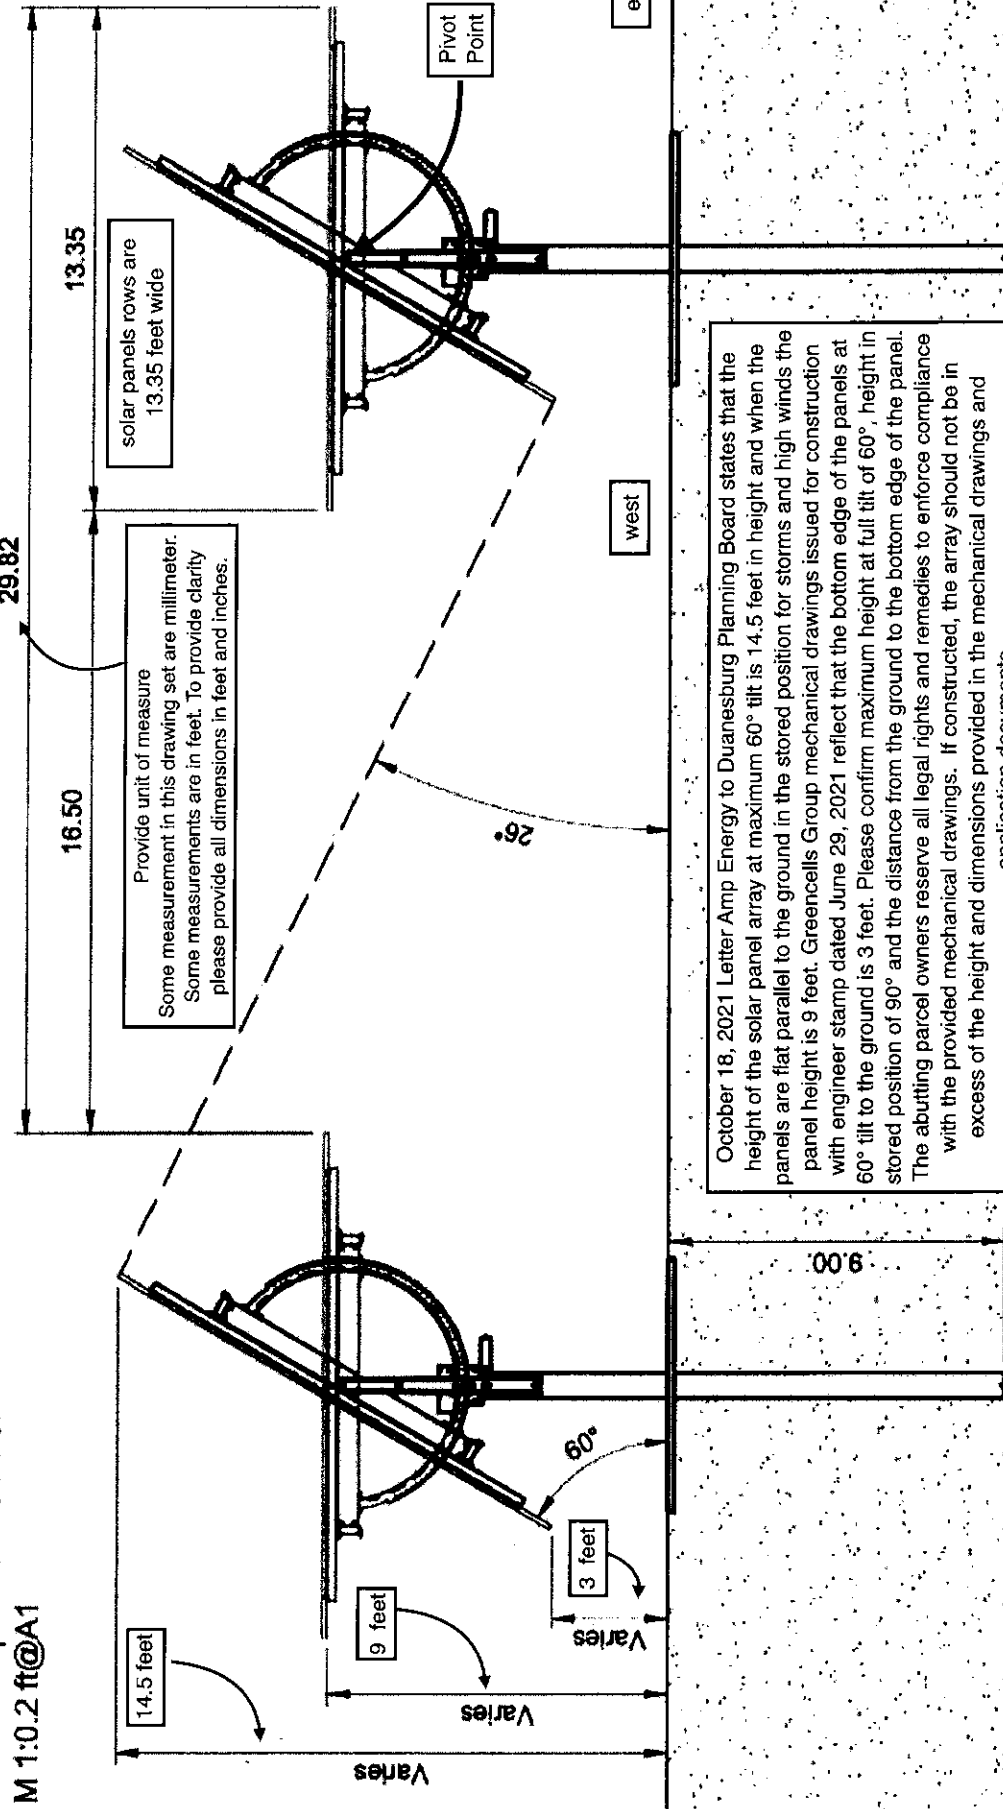 M 1:0.2 ft@A1
29.82
16.50
13.35
Provide unit of measure
Some measurement in this drawing set are millimeter.
Some measurements are in feet. To provide clarity
please provide all dimensions in feet and inches.
solar panels rows are
13.35 feet wide
Pivot
Point
14.5 feet
9 feet
3 feet
Varies
Varies
Varies
60°
26°
west
e
9.00
October 18, 2021 Letter Amp Energy to Duanesburg Planning Board states that the
height of the solar panel array at maximum 60° tilt is 14.5 feet in height and when the
panels are flat parallel to the ground in the stored position for storms and high winds the
panel height is 9 feet. Greencells Group mechanical drawings issued for construction
with engineer stamp dated June 29, 2021 reflect that the bottom edge of the panels at
60° tilt to the ground is 3 feet. Please confirm maximum height at full tilt of 60°, height in
stored position of 90° and the distance from the ground to the bottom edge of the panel.
The abutting parcel owners reserve all legal rights and remedies to enforce compliance
with the provided mechanical drawings. If constructed, the array should not be in
excess of the height and dimensions provided in the mechanical drawings and
application documents